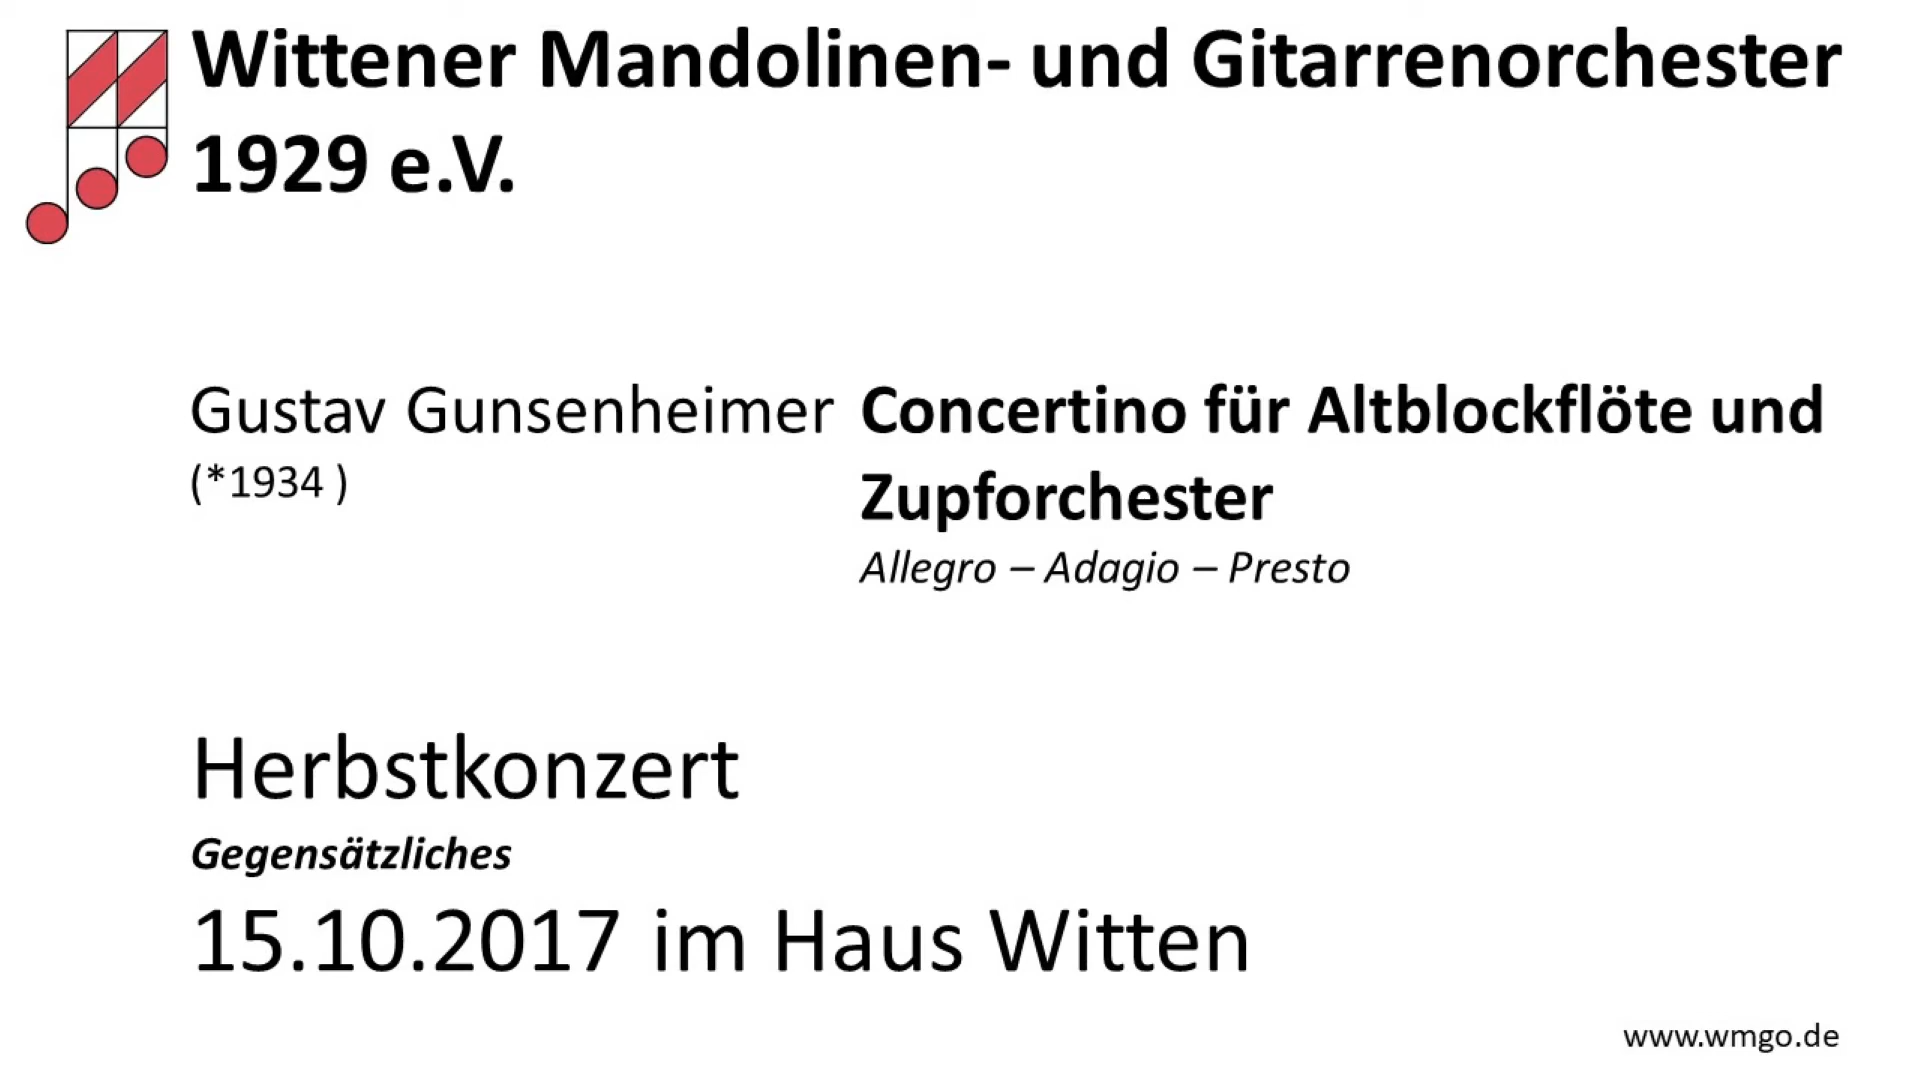 Wittener Mandolinen- und Gitarrenorchester
1929 e.V.
Gustav Gunsenheimer
(*1934 )
Concertino für Altblockflöte und
Zupforchester
Allegro – Adagio – Presto
Herbstkonzert
Gegensätzliches
15.10.2017 im Haus Witten
www.wmgo.de